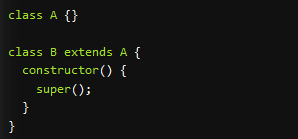 class A {}

class B extends A {
  constructor() {
    super();
  }
}